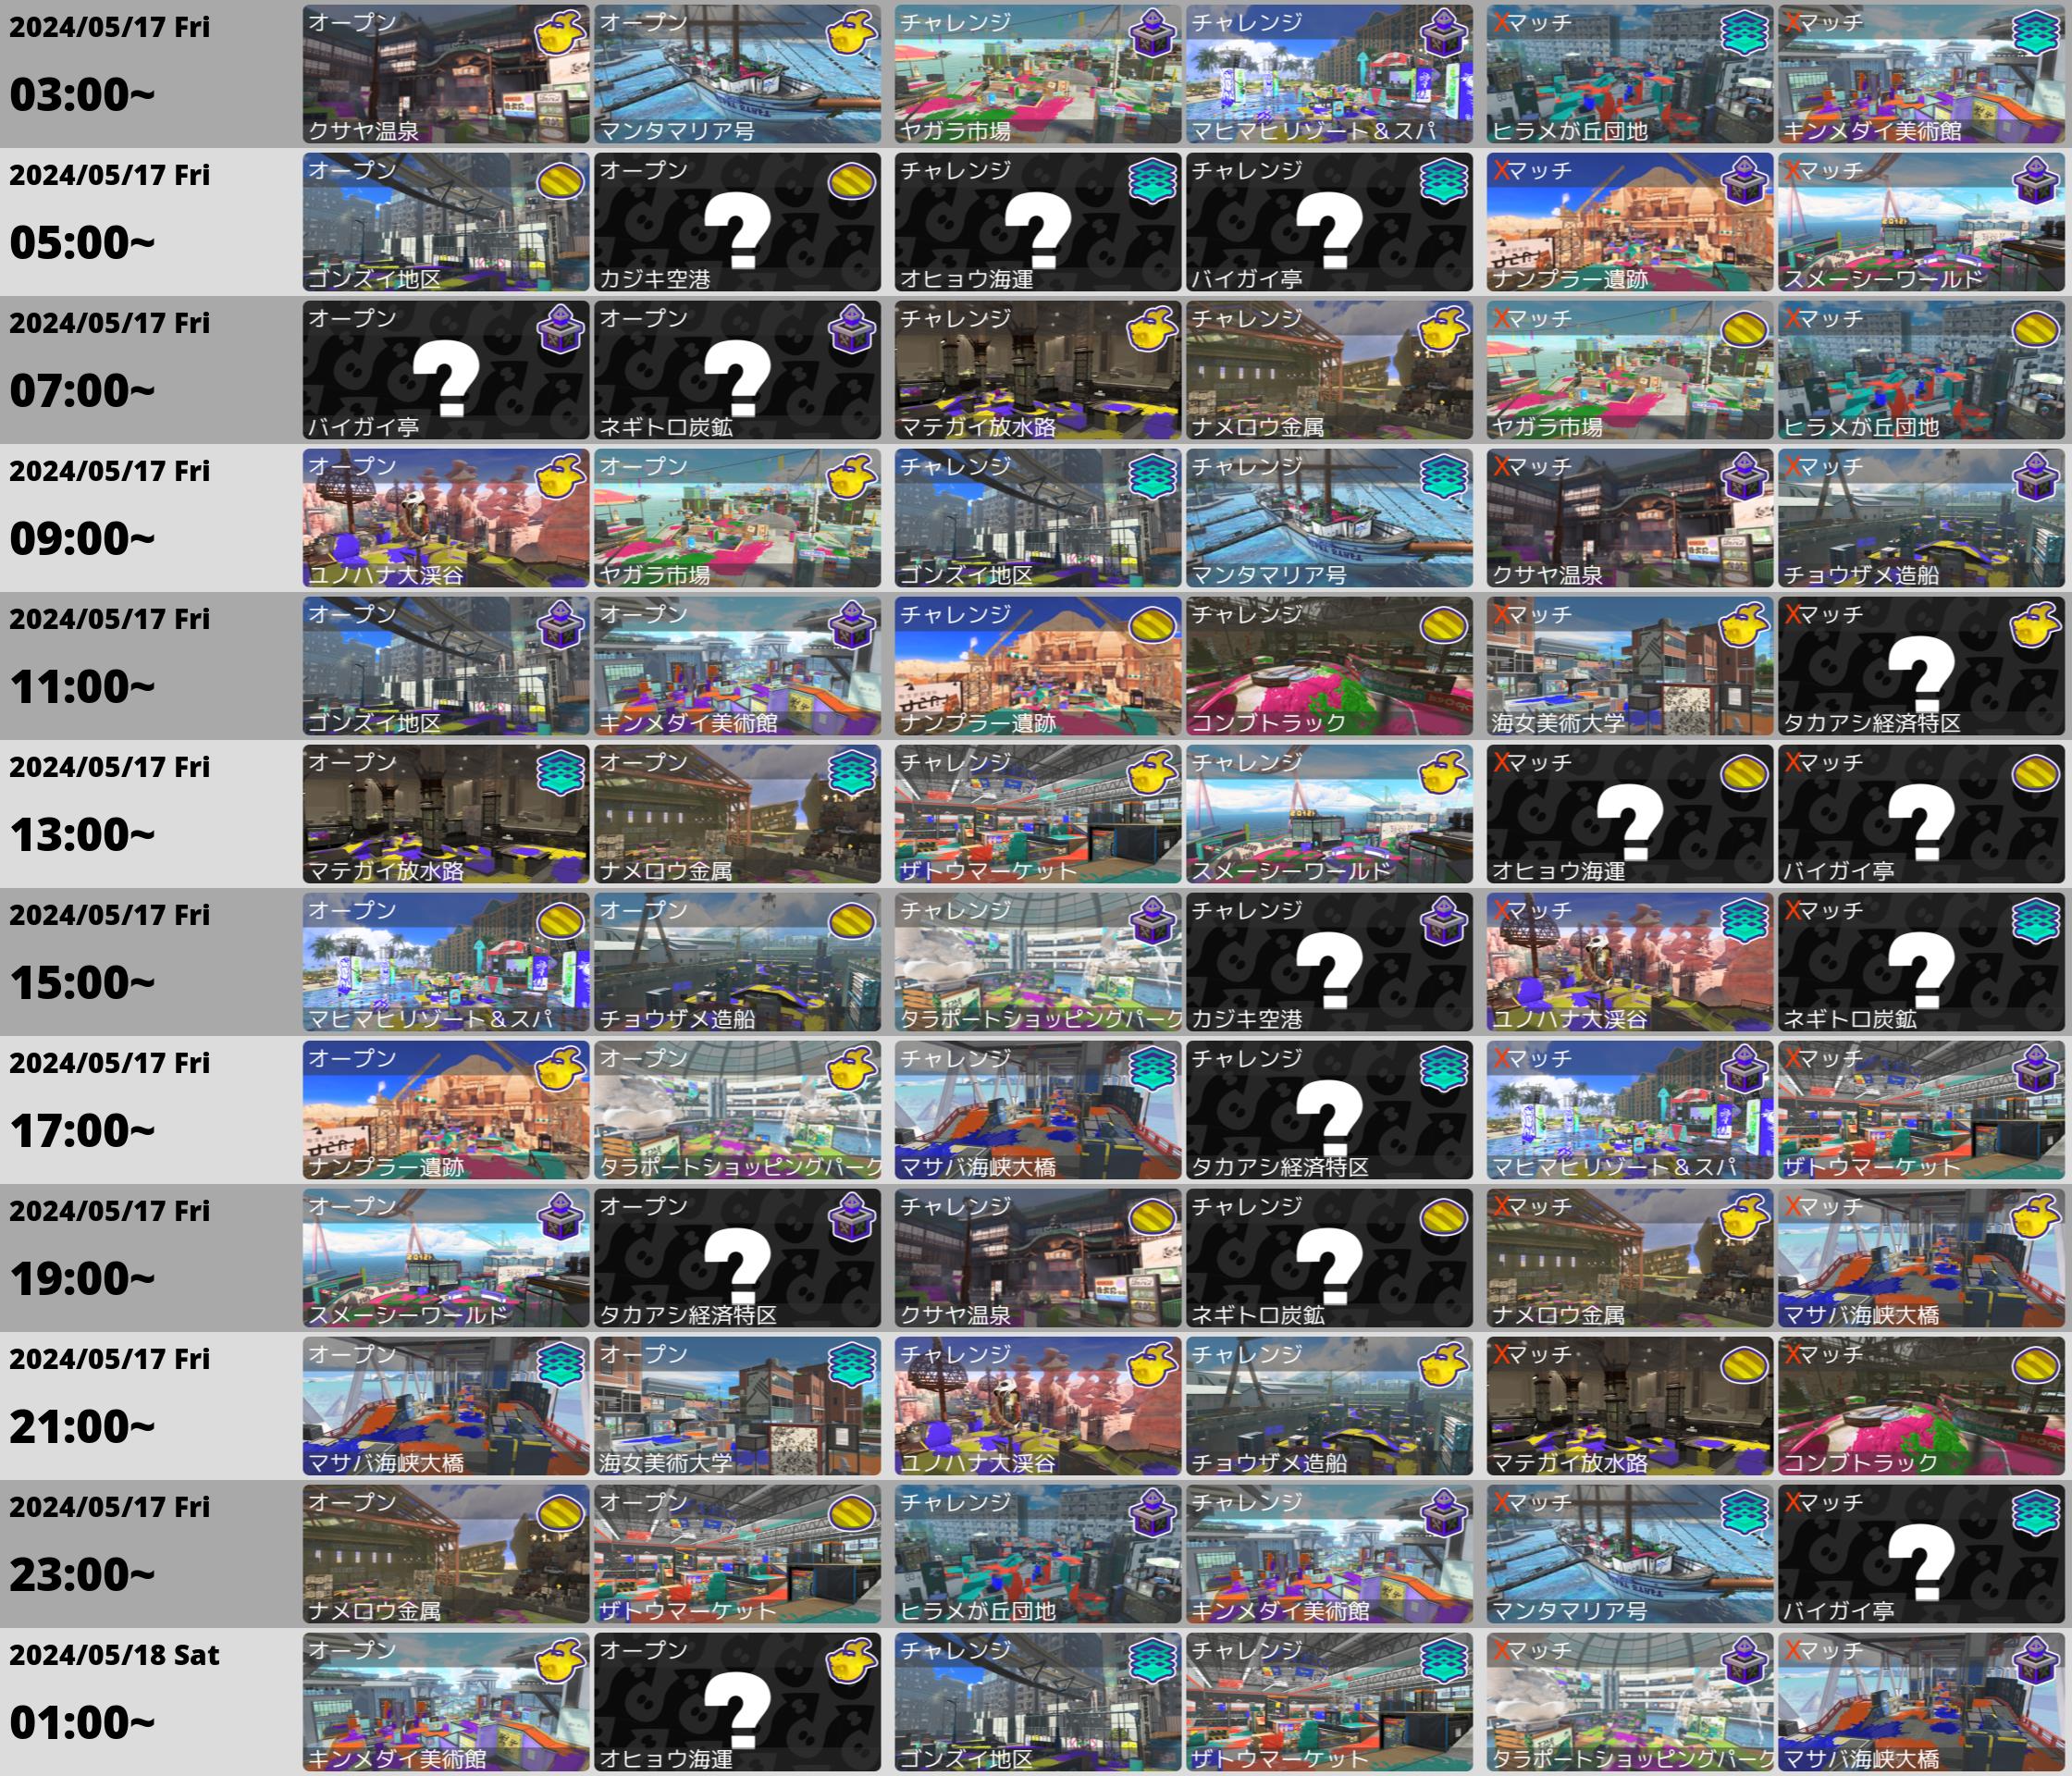 2024/05/17 Fri
03:00~
オープン
クサヤ温泉
オープン
マンタマリア号
チャレンジ
ヤガラ市場
チャレンジ
マヒマヒリゾート＆スパ
Xマッチ
ヒラメが丘団地
Xマッチ
キンメダイ美術館
2024/05/17 Fri
05:00~
オープン
ゴンズイ地区
オープン
?
カジキ空港
チャレンジ
?
オヒョウ海運
チャレンジ
?
バイガイ亭
Xマッチ
ナンプラー遺跡
Xマッチ
スメーシーワールド
2024/05/17 Fri
07:00~
オープン
?
バイガイ亭
オープン
?
ネギトロ炭鉱
チャレンジ
マテガイ放水路
チャレンジ
ナメロウ金属
Xマッチ
ヤガラ市場
Xマッチ
ヒラメが丘団地
2024/05/17 Fri
09:00~
オープン
ユノハナ大渓谷
オープン
ヤガラ市場
チャレンジ
ゴンズイ地区
チャレンジ
マンタマリア号
Xマッチ
クサヤ温泉
Xマッチ
チョウザメ造船
2024/05/17 Fri
11:00~
オープン
ゴンズイ地区
オープン
キンメダイ美術館
チャレンジ
ナンプラー遺跡
チャレンジ
コンブトラック
Xマッチ
海女美術大学
Xマッチ
?
タカアシ経済特区
2024/05/17 Fri
13:00~
オープン
マテガイ放水路
オープン
ナメロウ金属
チャレンジ
ザトウマーケット
チャレンジ
スメーシーワールド
Xマッチ
?
オヒョウ海運
Xマッチ
?
バイガイ亭
2024/05/17 Fri
15:00~
オープン
マヒマヒリゾート＆スパ
オープン
チョウザメ造船
チャレンジ
タラポートショッピングパーク
チャレンジ
?
カジキ空港
Xマッチ
ユノハナ大渓谷
Xマッチ
?
ネギトロ炭鉱
2024/05/17 Fri
17:00~
オープン
ナンプラー遺跡
オープン
タラポートショッピングパーク
チャレンジ
マサバ海峡大橋
チャレンジ
?
タカアシ経済特区
Xマッチ
マヒマヒリゾート＆スパ
Xマッチ
ザトウマーケット
2024/05/17 Fri
19:00~
オープン
スメーシーワールド
オープン
?
タカアシ経済特区
チャレンジ
クサヤ温泉
チャレンジ
?
ネギトロ炭鉱
Xマッチ
ナメロウ金属
Xマッチ
マサバ海峡大橋
2024/05/17 Fri
21:00~
オープン
マサバ海峡大橋
オープン
海女美術大学
チャレンジ
ユノハナ大渓谷
チャレンジ
チョウザメ造船
Xマッチ
マテガイ放水路
Xマッチ
コンブトラック
2024/05/17 Fri
23:00~
オープン
ナメロウ金属
オープン
ザトウマーケット
チャレンジ
ヒラメが丘団地
チャレンジ
キンメダイ美術館
Xマッチ
マンタマリア号
Xマッチ
?
バイガイ亭
2024/05/18 Sat
01:00~
オープン
キンメダイ美術館
オープン
?
オヒョウ海運
チャレンジ
ゴンズイ地区
チャレンジ
ザトウマーケット
Xマッチ
タラポートショッピングパーク
Xマッチ
マサバ海峡大橋